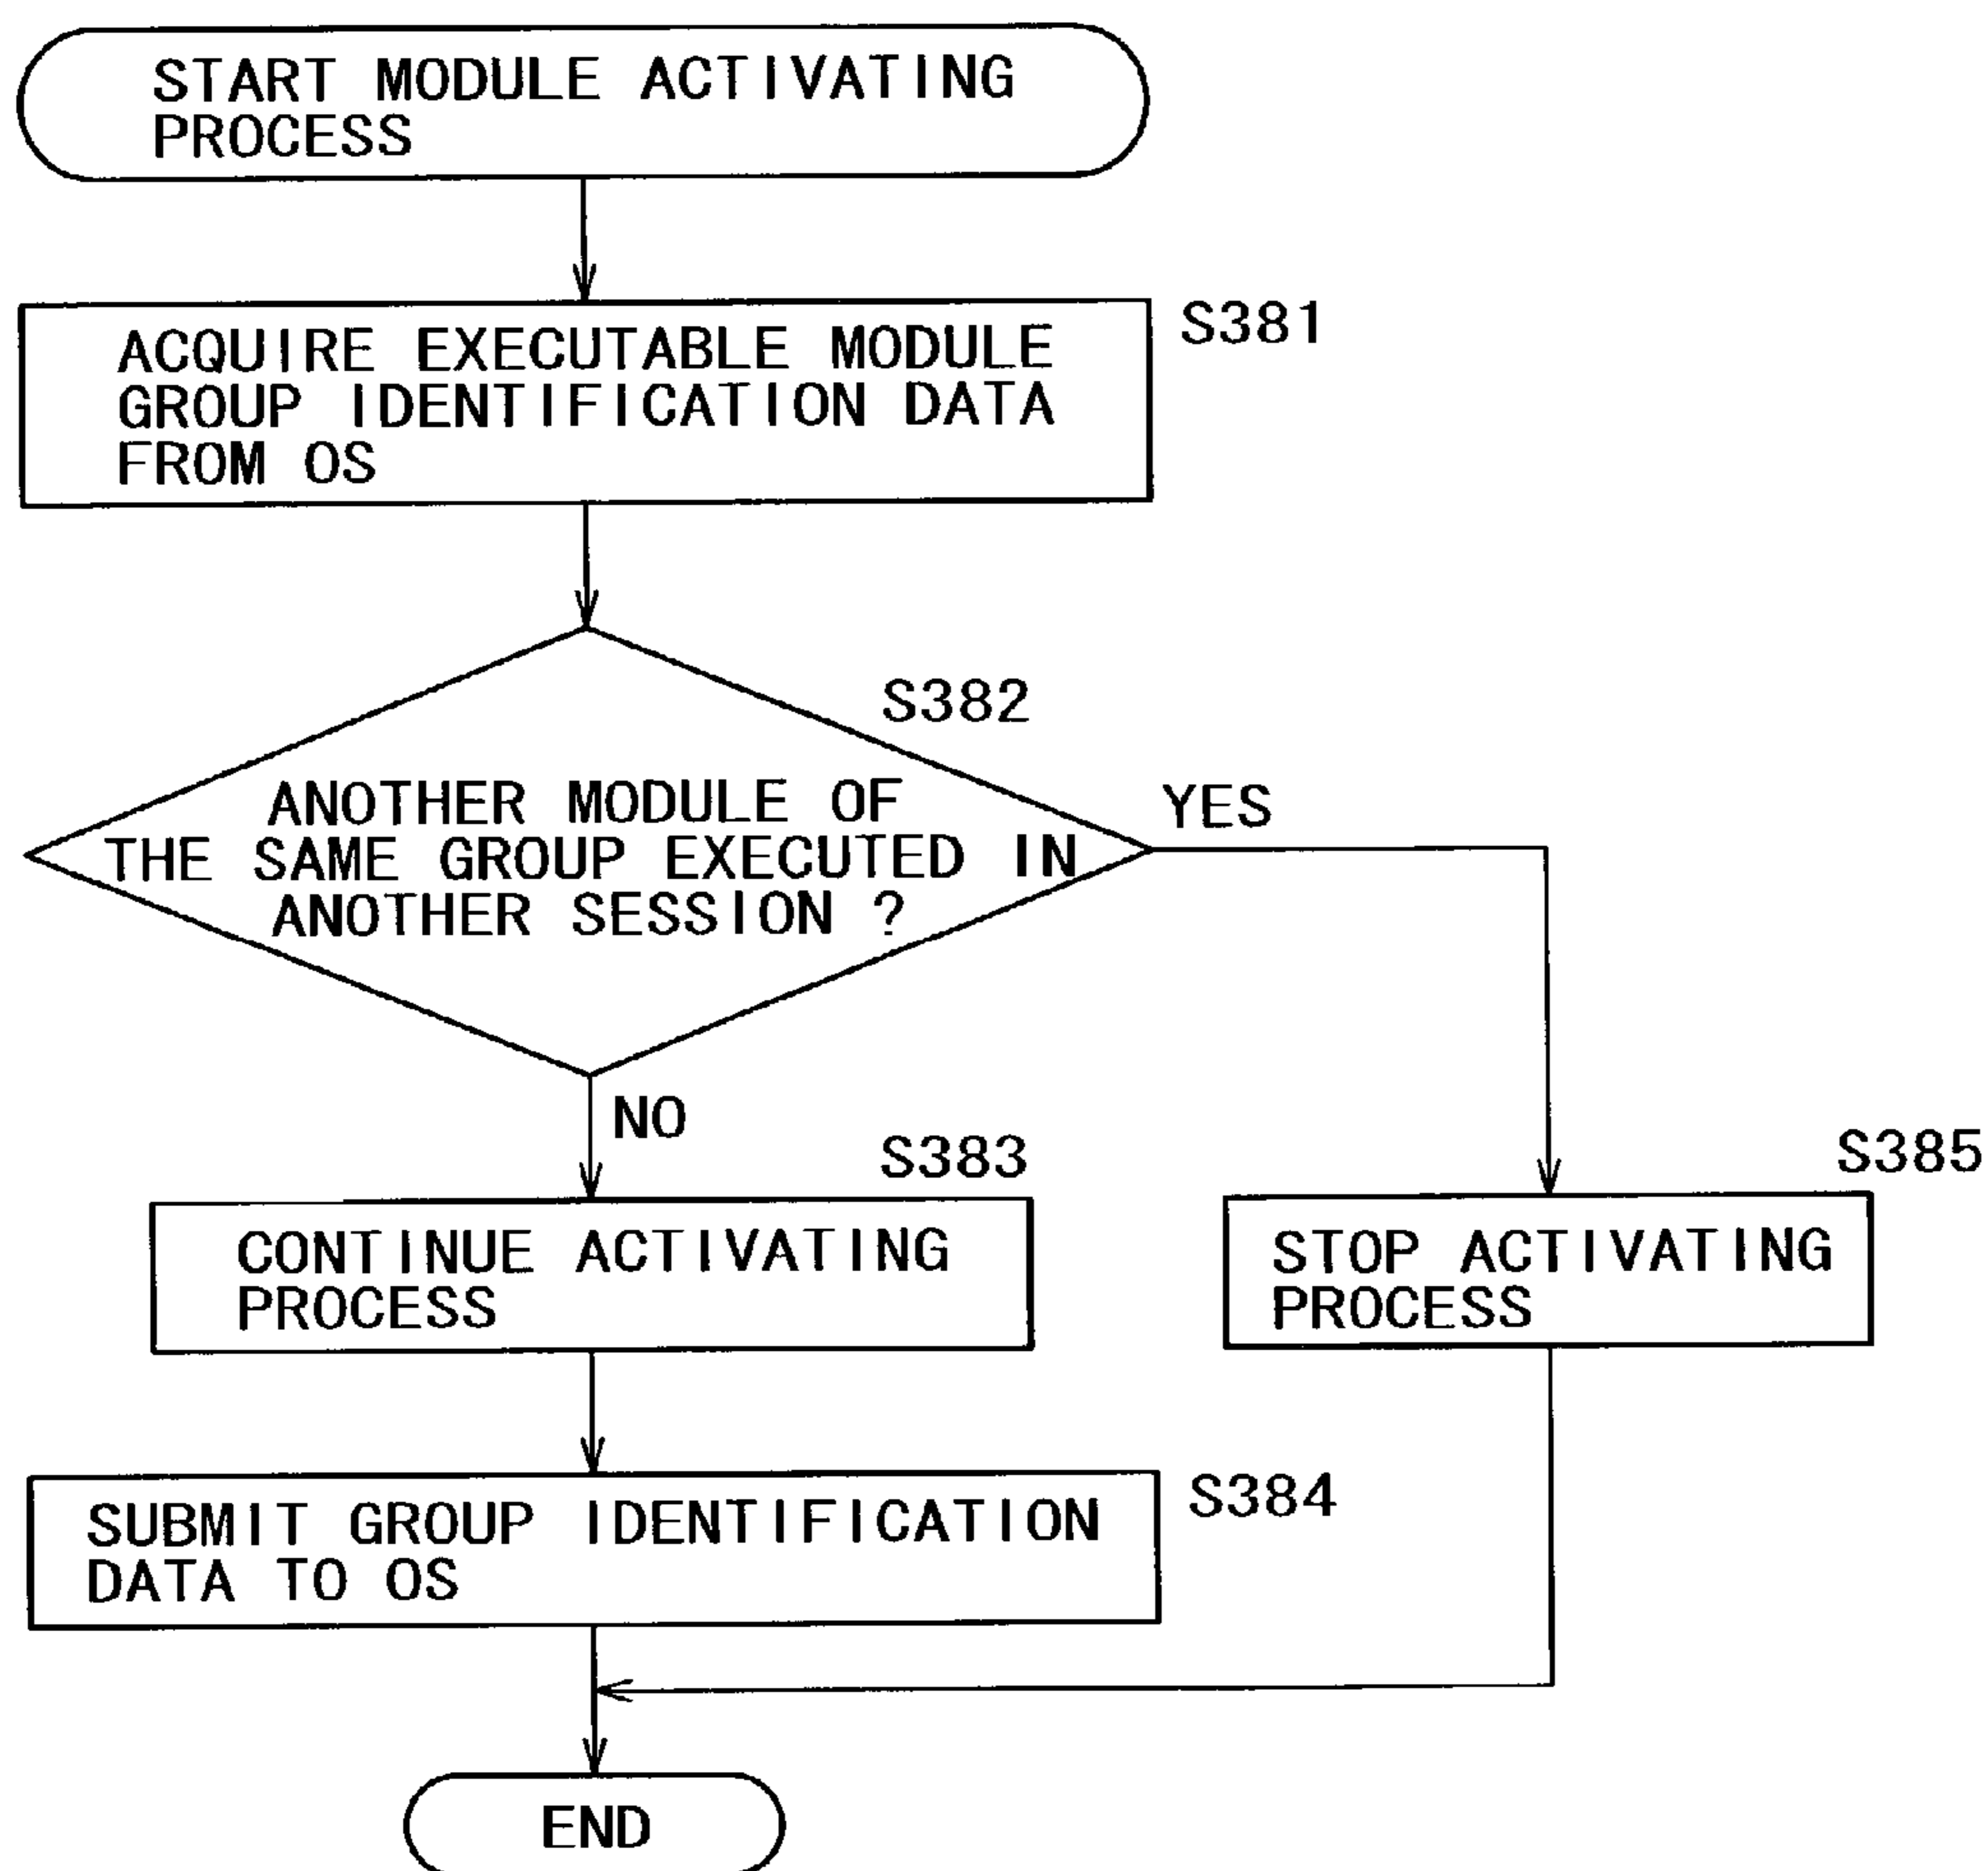 START MODULE ACTIVATING
PROCESS
S381
ACQUIRE EXECUTABLE MODULE
GROUP IDENTIFICATION DATA
FROM OS
S382
ANOTHER MODULE OF
THE SAME GROUP EXECUTED IN
ANOTHER SESSION ?
YES
NO
S383
CONTINUE ACTIVATING
PROCESS
S385
STOP ACTIVATING
PROCESS
S384
SUBMIT GROUP IDENTIFICATION
DATA TO OS
END